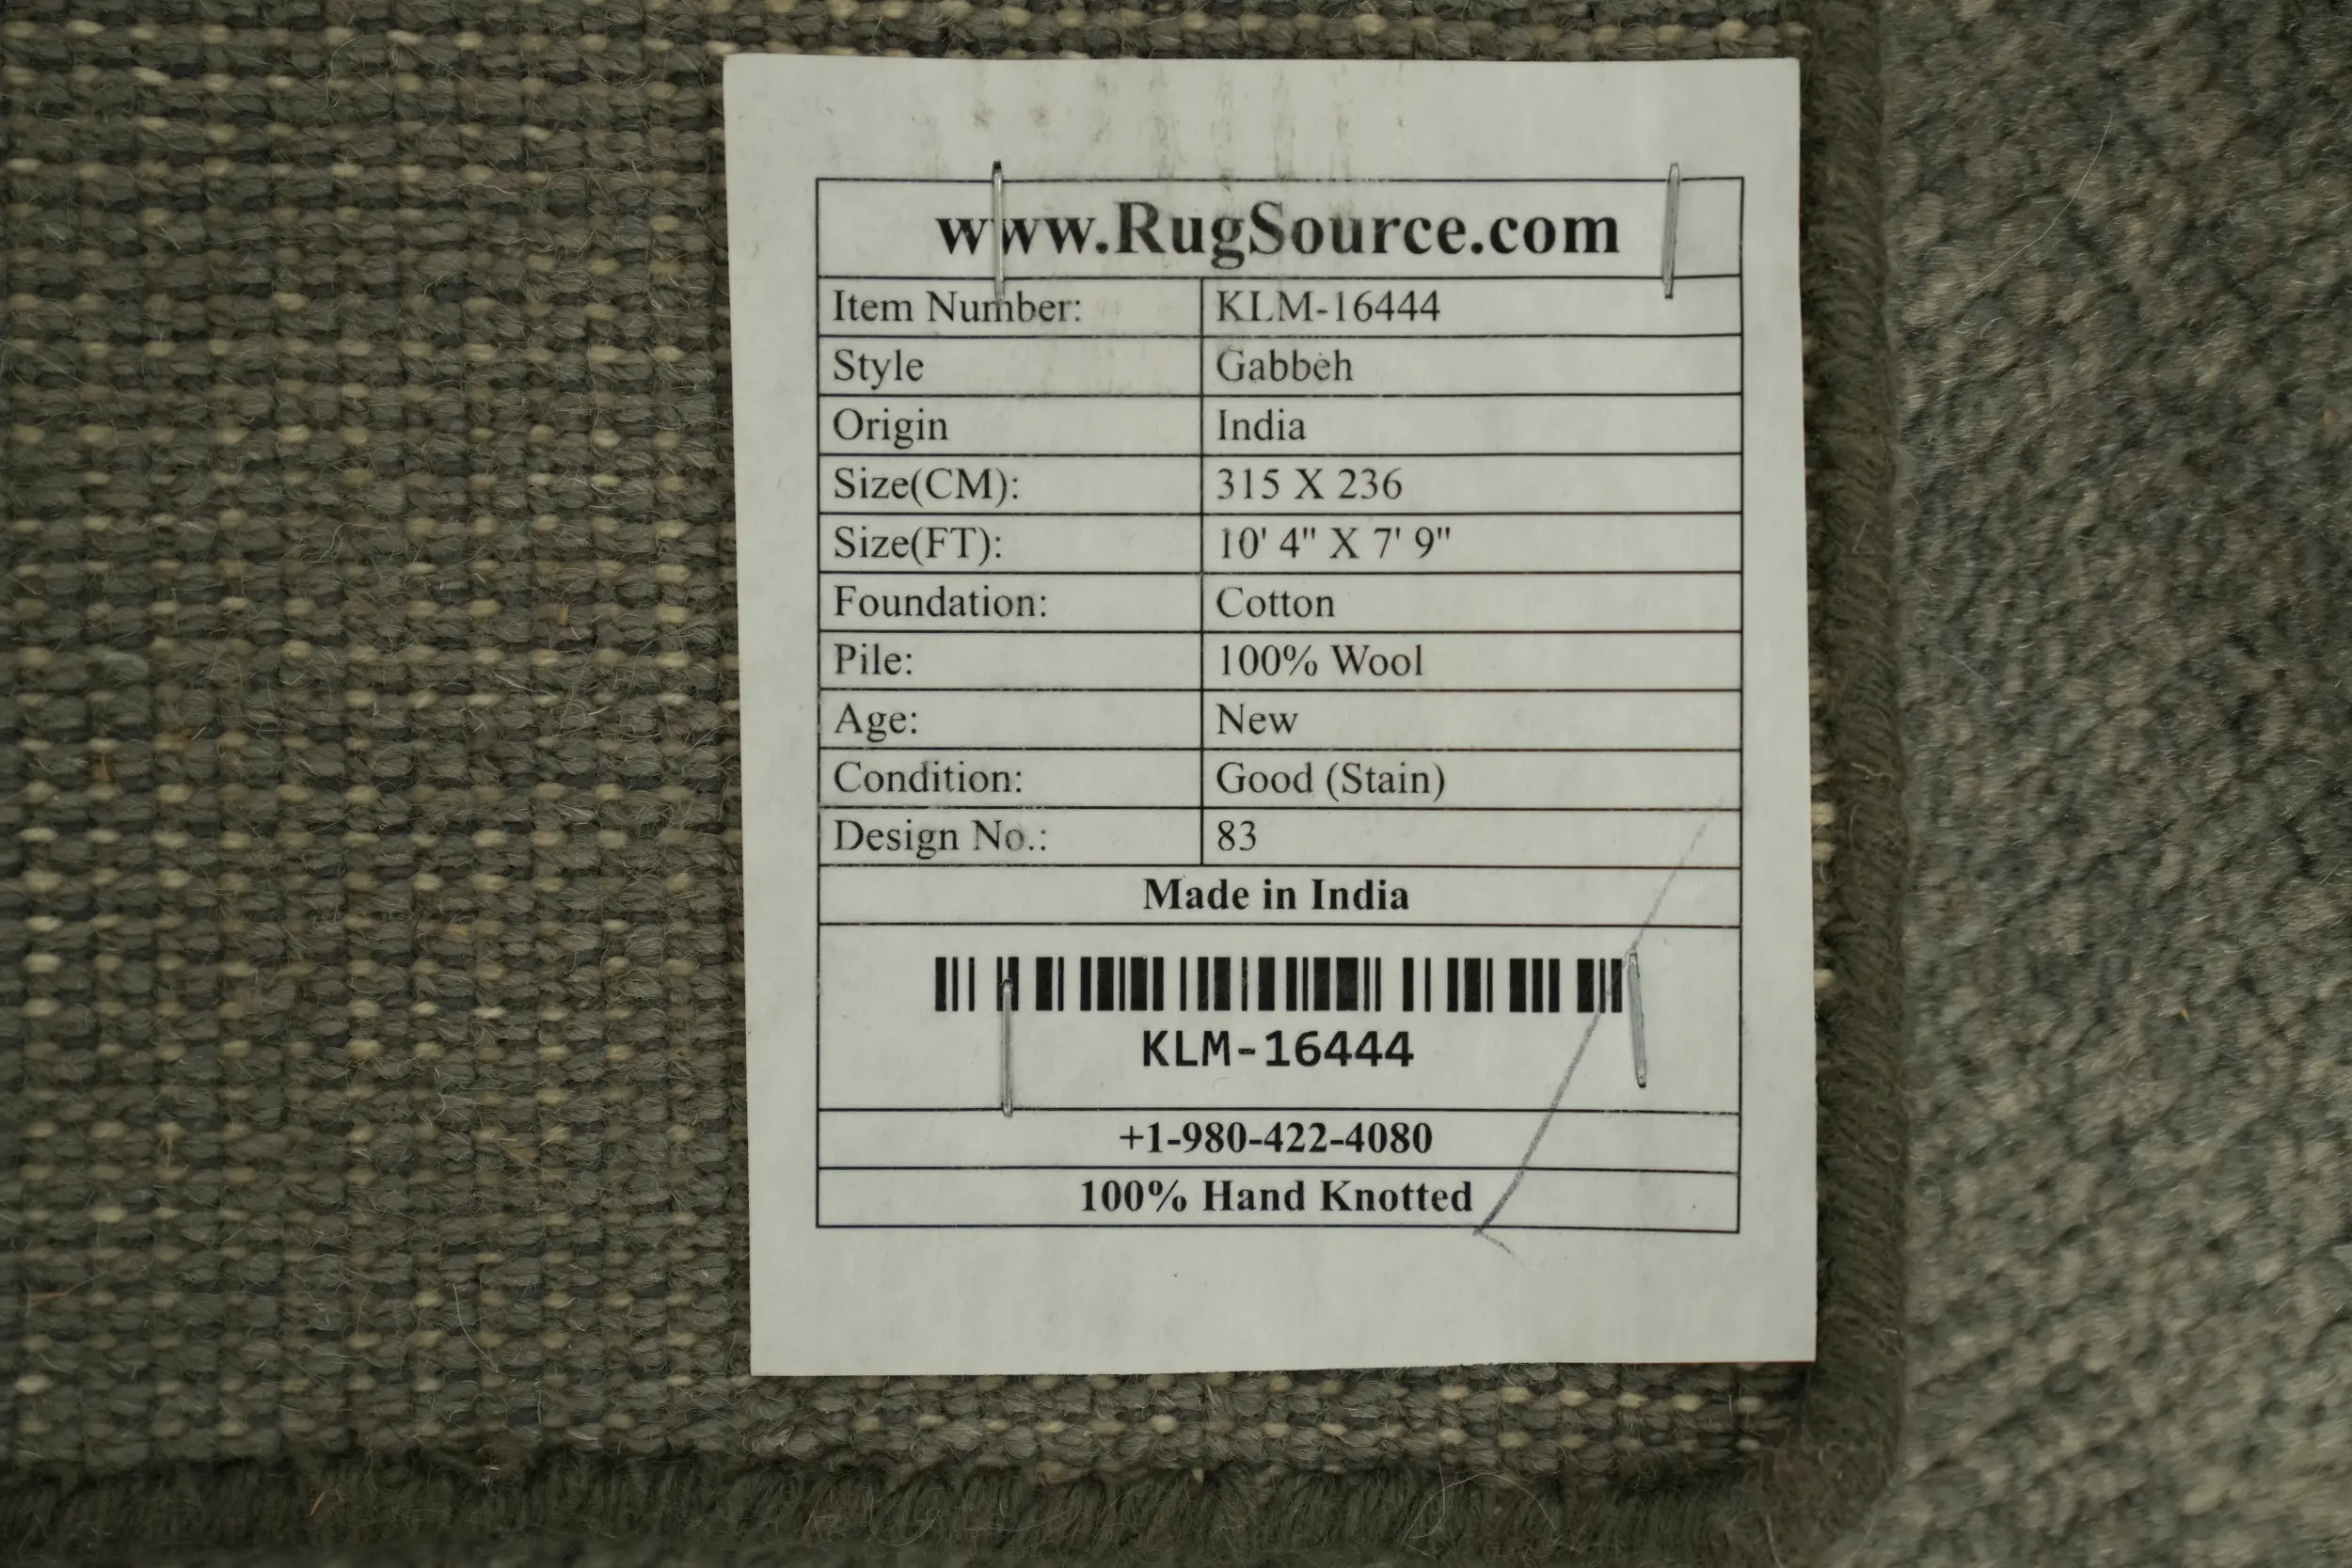 www.RugSource.com
Item Number: KLM-16444
Style Gabbeh
Origin India
Size(CM): 315 X 236
Size(FT): 10' 4" X 7' 9"
Foundation: Cotton
Pile: 100% Wool
Age: New
Condition: Good (Stain)
Design No.: 83
Made in India
KLM-16444
+1-980-422-4080
100% Hand Knotted